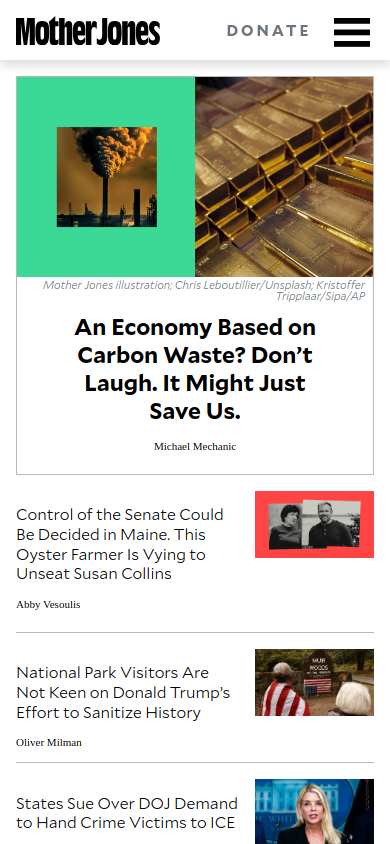 Mother Jones
DONATE
Mother Jones illustration; Chris Leboutillier/Unsplash; Kristoffer
Tripplaar/Sipa/AP
An Economy Based on
Carbon Waste? Don’t
Laugh. It Might Just
Save Us.
Michael Mechanic
Control of the Senate Could
Be Decided in Maine. This
Oyster Farmer Is Vying to
Unseat Susan Collins
Abby Vesoulis
National Park Visitors Are
Not Keen on Donald Trump’s
Effort to Sanitize History
Oliver Milman
States Sue Over DOJ Demand
to Hand Crime Victims to ICE